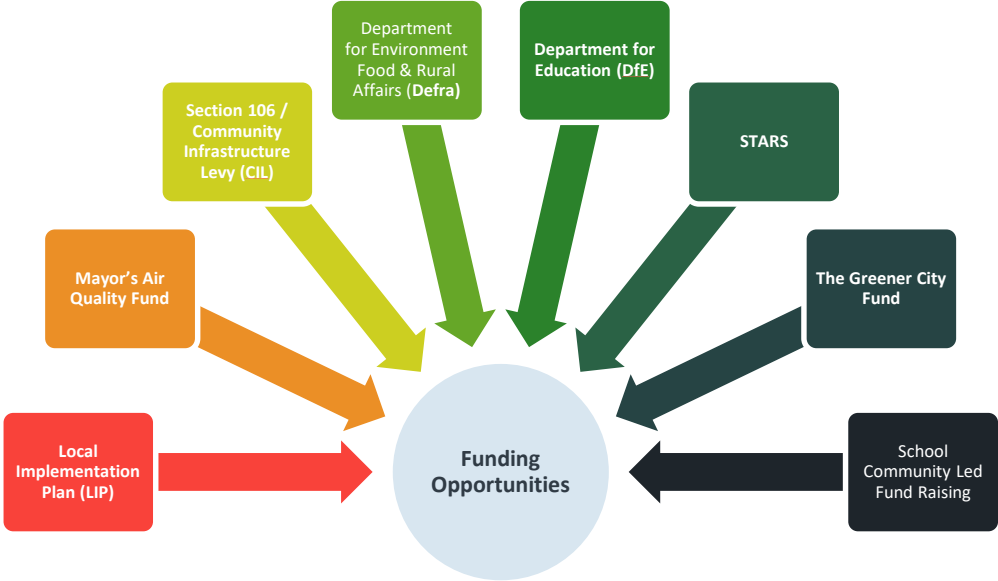 Department
for Environment
Food & Rural
Affairs (Defra)
Department for
Education (DfE)
Section 106 /
Community
Infrastructure
Levy (CIL)
STARS
Mayor's Air
Quality Fund
The Greener City
Fund
Local
Implementation
Plan (LIP)
Funding
Opportunities
School
Community Led
Fund Raising